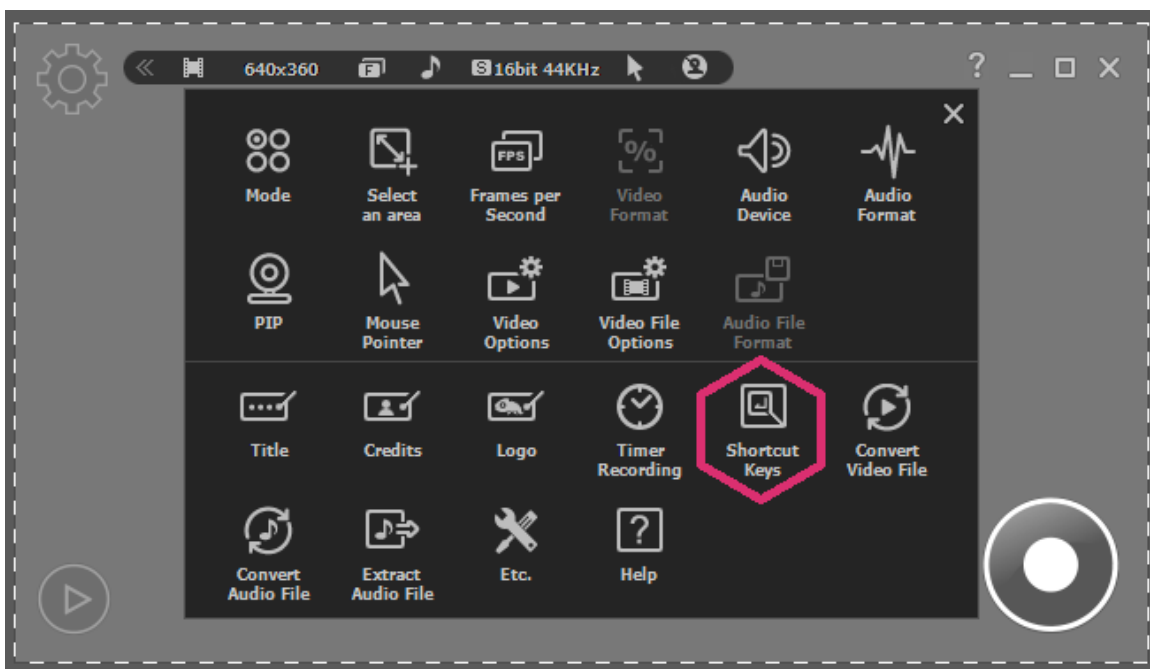 640x360 F S 16bit 44KHz ?
Mode
Select
an area
FPS
Frames per
Second
%
Video
Format
Audio
Device
Audio
Format
PIP
Mouse
Pointer
Video
Options
Video File
Options
Audio File
Format
Title
Credits
Logo
Timer
Recording
Shortcut
Keys
Convert
Video File
Convert
Audio File
Extract
Audio File
Etc.
?
Help